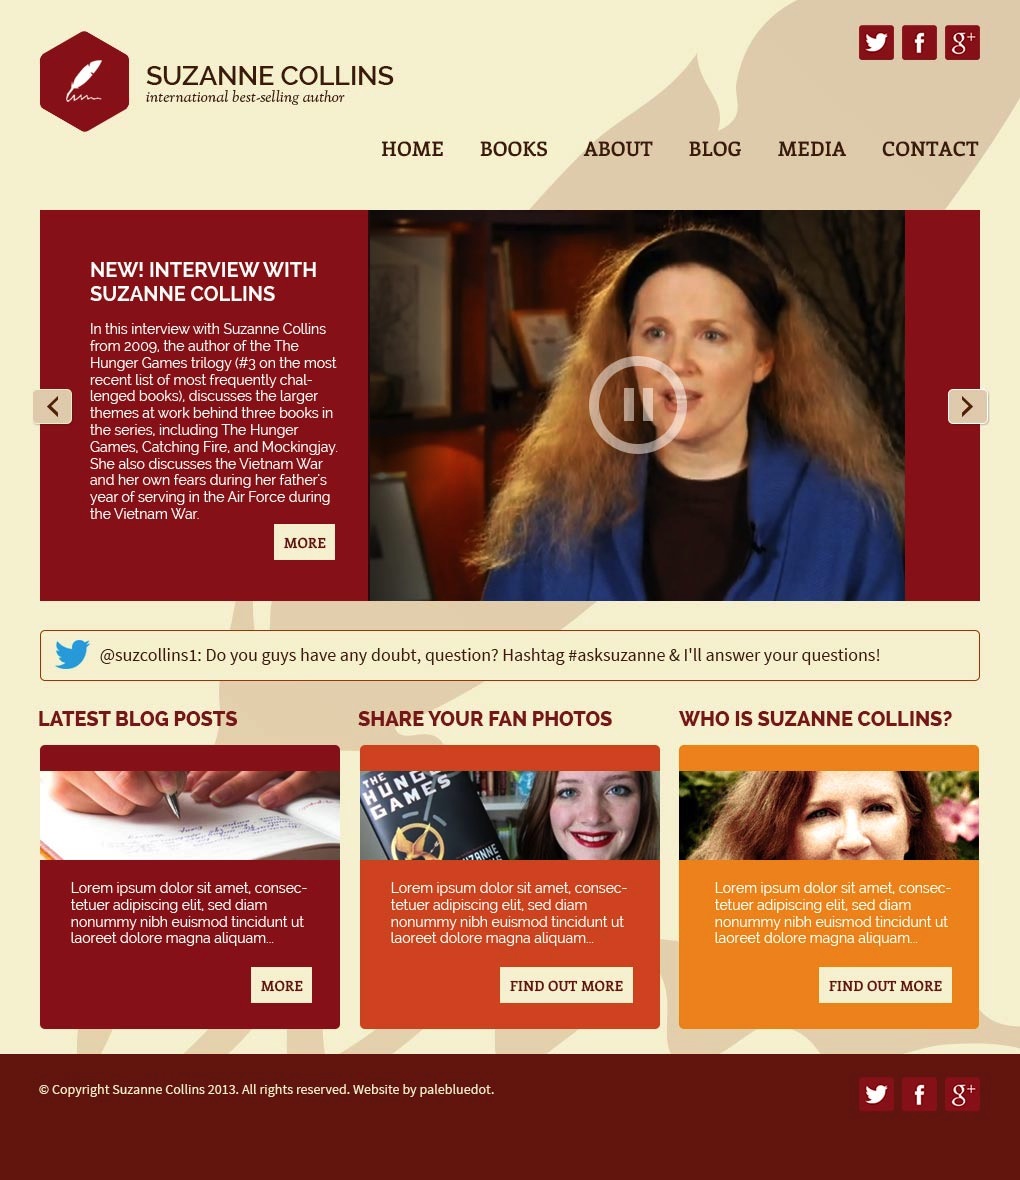 SUZANNE COLLINS
international best-selling author
HOME BOOKS ABOUT BLOG MEDIA CONTACT
NEW! INTERVIEW WITH
SUZANNE COLLINS
In this interview with Suzanne Collins
from 2009, the author of the The
Hunger Games trilogy (#3 on the most
recent list of most frequently chal-
lenged books), discusses the larger
themes at work behind three books in
the series, including The Hunger
Games, Catching Fire, and Mockingjay.
She also discusses the Vietnam War
and her own fears during her father's
year of serving in the Air Force during
the Vietnam War.
MORE
@suzcollins1: Do you guys have any doubt, question? Hashtag #asksuzanne & I'll answer your questions!
LATEST BLOG POSTS
Lorem ipsum dolor sit amet, consec-
tetuer adipiscing elit, sed diam
nonummy nibh euismod tincidunt ut
laoreet dolore magna aliquam...
MORE
SHARE YOUR FAN PHOTOS
THE
HUNGER
GAMES
SUZANNE
Lorem ipsum dolor sit amet, consec-
tetuer adipiscing elit, sed diam
nonummy nibh euismod tincidunt ut
laoreet dolore magna aliquam...
FIND OUT MORE
WHO IS SUZANNE COLLINS?
Lorem ipsum dolor sit amet, consec-
tetuer adipiscing elit, sed diam
nonummy nibh euismod tincidunt ut
laoreet dolore magna aliquam...
FIND OUT MORE
© Copyright Suzanne Collins 2013. All rights reserved. Website by palebluedot.